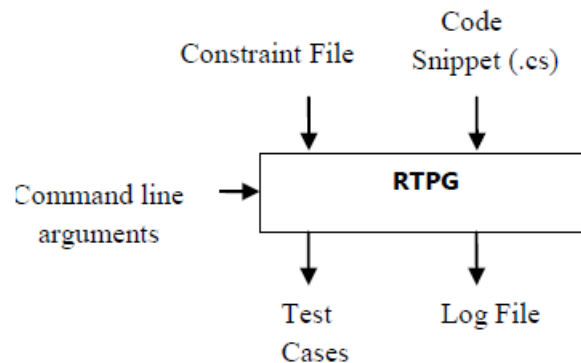 Code
Constraint File
Snippet (.cs)
RTPG
Command line
arguments
Test
Log File
Cases